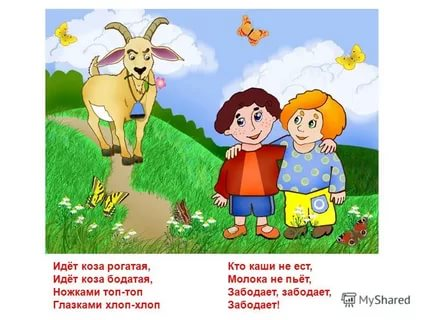 Идёт коза рогатая,
Идёт коза бодатая,
Ножками топ-топ
Глазками хлоп-хлоп
Кто каши не ест,
Молока не пьёт,
Забодает, забодает,
Забодает!
MyShared